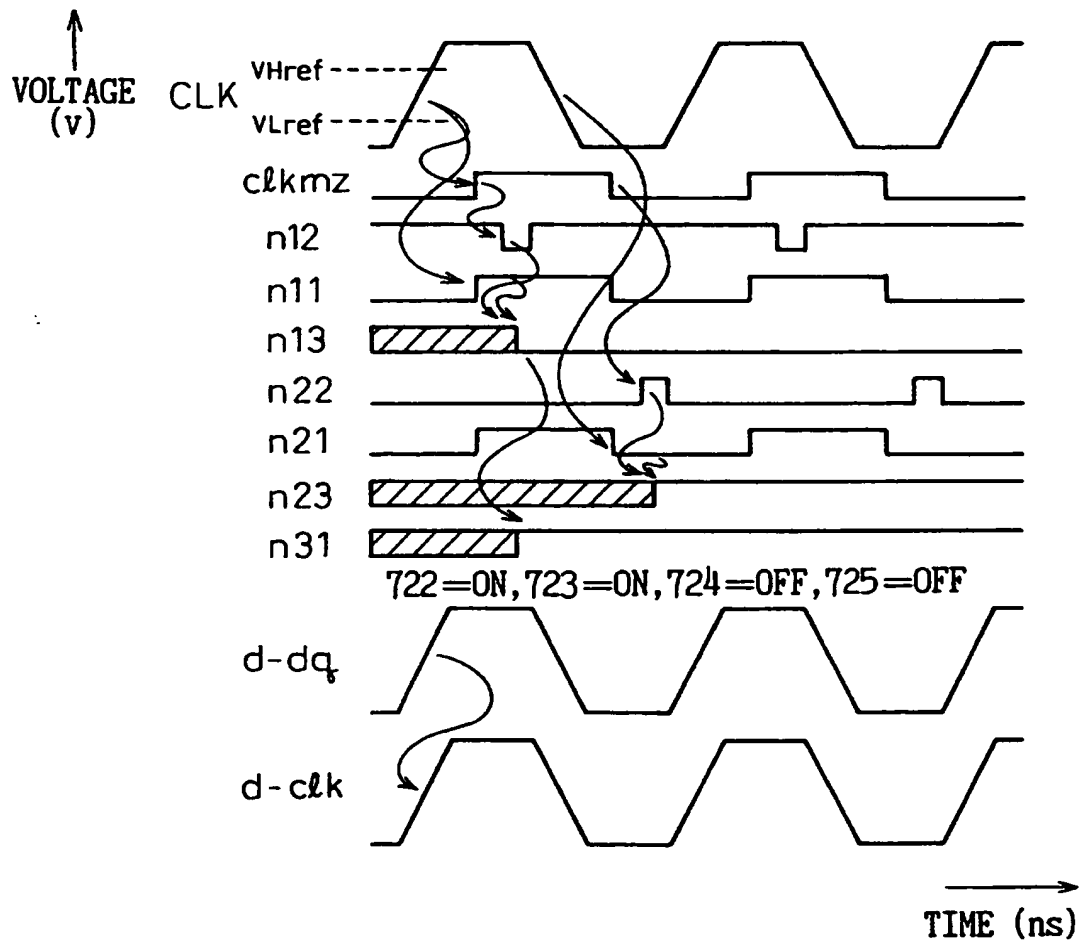 VOLTAGE
(v)
CLK
VHref
VLref
clkmz
n12
n11
n13
n22
n21
n23
n31
722=ON,723=ON,724=OFF,725=OFF
d-dq
d-clk
TIME (ns)